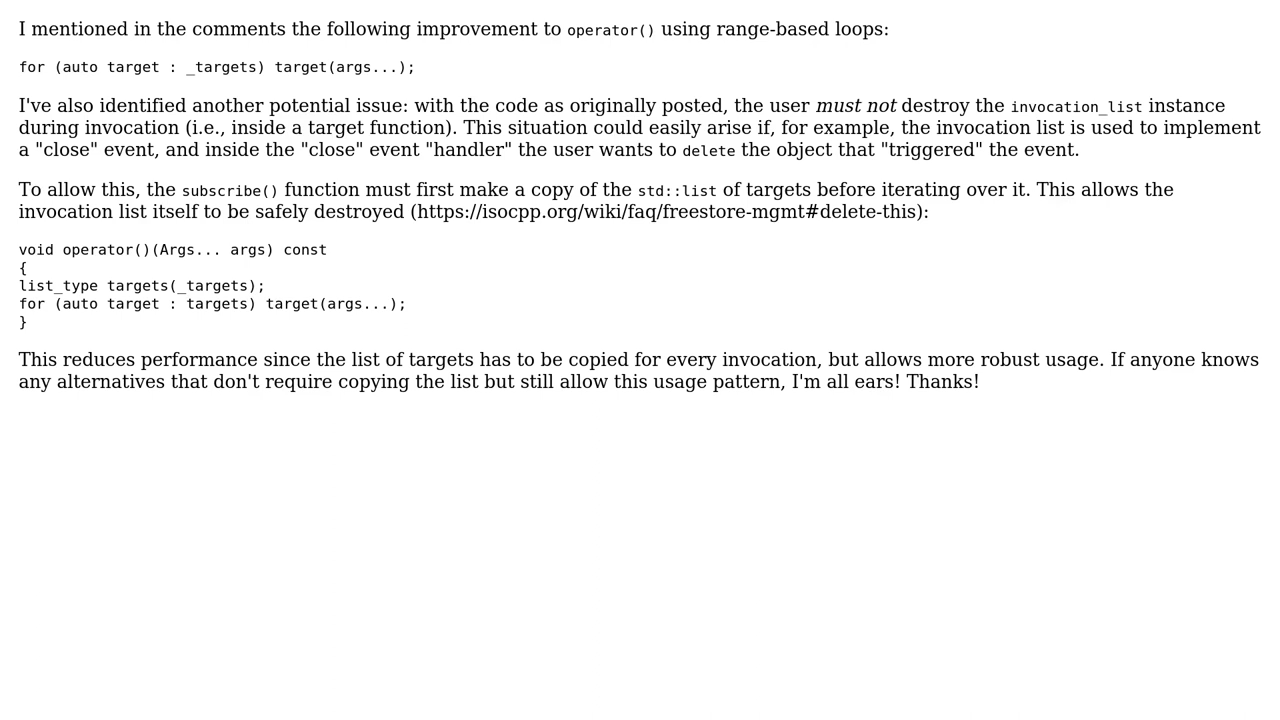 I mentioned in the comments the following improvement to operator() using range-based loops:
for (auto target : _targets) target(args...);
I've also identified another potential issue: with the code as originally posted, the user must not destroy the invocation_list instance
during invocation (i.e., inside a target function). This situation could easily arise if, for example, the invocation list is used to implement
a "close" event, and inside the "close" event "handler" the user wants to delete the object that "triggered" the event.
To allow this, the subscribe() function must first make a copy of the std::list of targets before iterating over it. This allows the
invocation list itself to be safely destroyed (https://isocpp.org/wiki/faq/freestore-mgmt#delete-this):
void operator()(Args... args) const
{
list_type targets(_targets);
for (auto target : targets) target(args...);
}
This reduces performance since the list of targets has to be copied for every invocation, but allows more robust usage. If anyone knows
any alternatives that don't require copying the list but still allow this usage pattern, I'm all ears! Thanks!